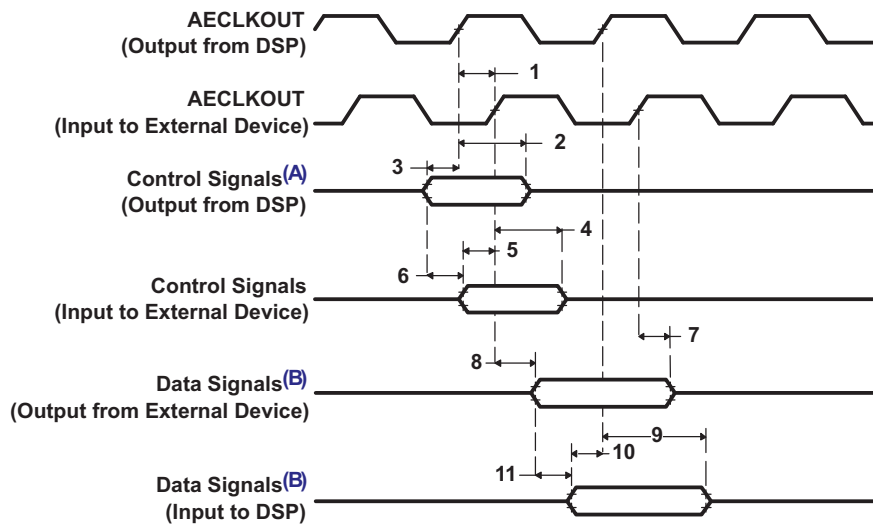 AECLKOUT
(Output from DSP)
1
AECLKOUT
(Input to External Device)
2
3
Control Signals(A)
(Output from DSP)
4
5
6
Control Signals
(Input to External Device)
7
8
Data Signals(B)
(Output from External Device)
9
10
11
Data Signals(B)
(Input to DSP)